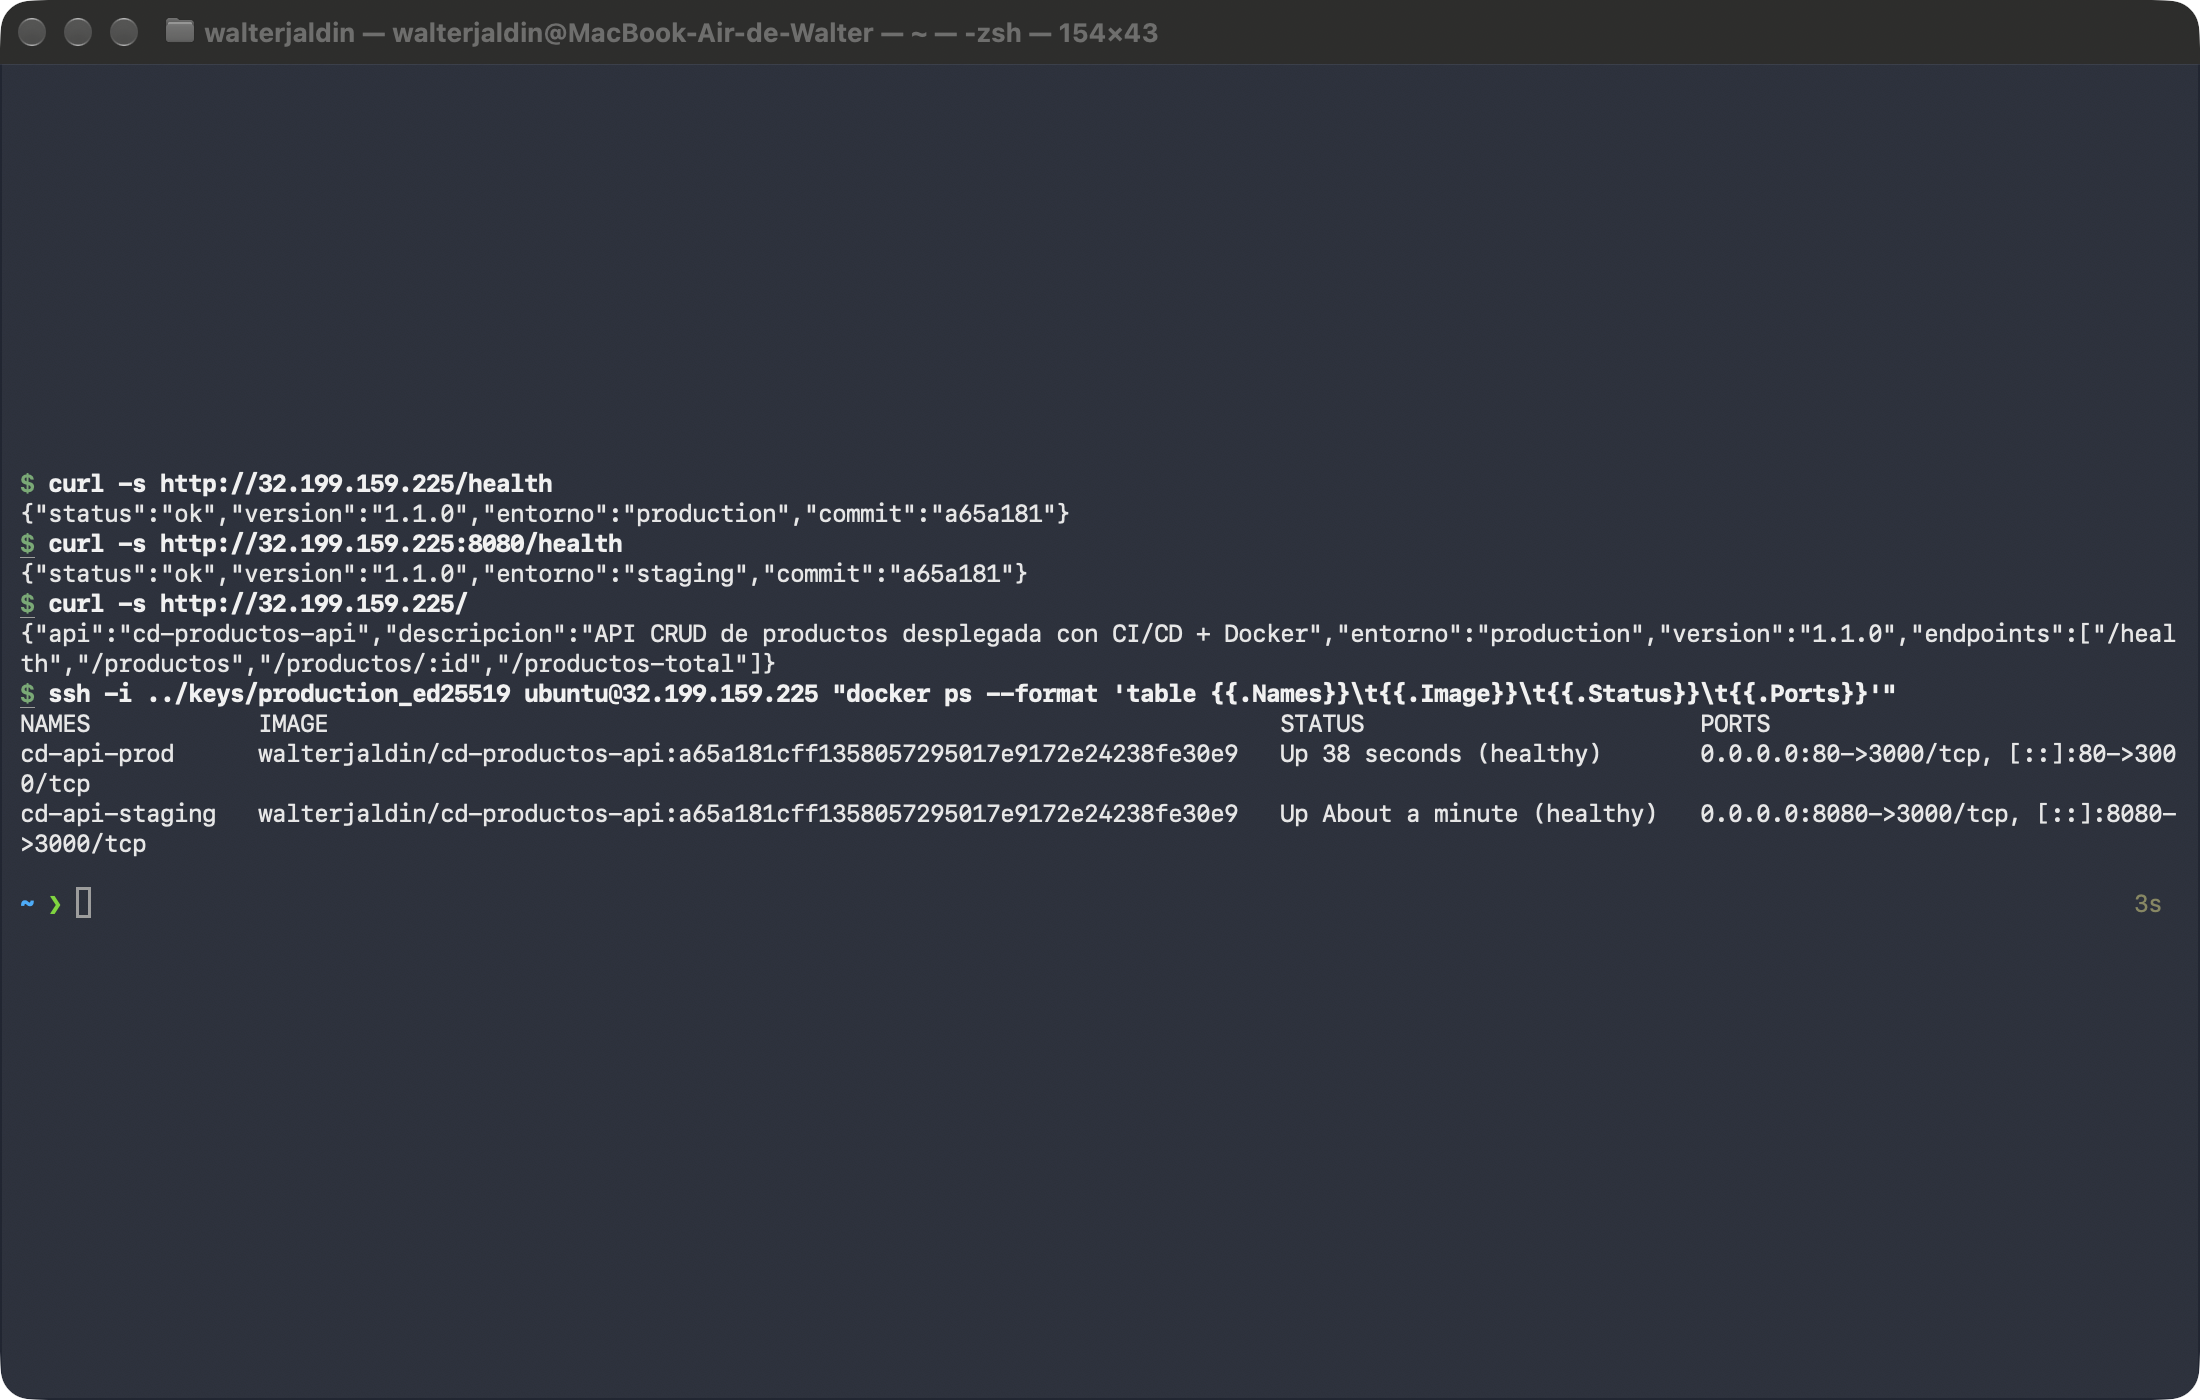 walterjaldin — walterjaldin@MacBook-Air-de-Walter — ~ — -zsh — 154×43
$ curl -s http://32.199.159.225/health
{"status":"ok","version":"1.1.0","entorno":"production","commit":"a65a181"}
$ curl -s http://32.199.159.225:8080/health
{"status":"ok","version":"1.1.0","entorno":"staging","commit":"a65a181"}
$ curl -s http://32.199.159.225/
{"api":"cd-productos-api","descripcion":"API CRUD de productos desplegada con CI/CD + Docker","entorno":"production","version":"1.1.0","endpoints":["/heal
th","/productos","/productos/:id","/productos-total"]}
$ ssh -i ../keys/production_ed25519 ubuntu@32.199.159.225 "docker ps --format 'table {{.Names}}\t{{.Image}}\t{{.Status}}\t{{.Ports}}'"
NAMES            IMAGE                                                                    STATUS                        PORTS
cd-api-prod      walterjaldin/cd-productos-api:a65a181cff1358057295017e9172e24238fe30e9   Up 38 seconds (healthy)       0.0.0.0:80->3000/tcp, [::]:80->300
0/tcp
cd-api-staging   walterjaldin/cd-productos-api:a65a181cff1358057295017e9172e24238fe30e9   Up About a minute (healthy)   0.0.0.0:8080->3000/tcp, [::]:8080-
>3000/tcp
~ ❯ 3s